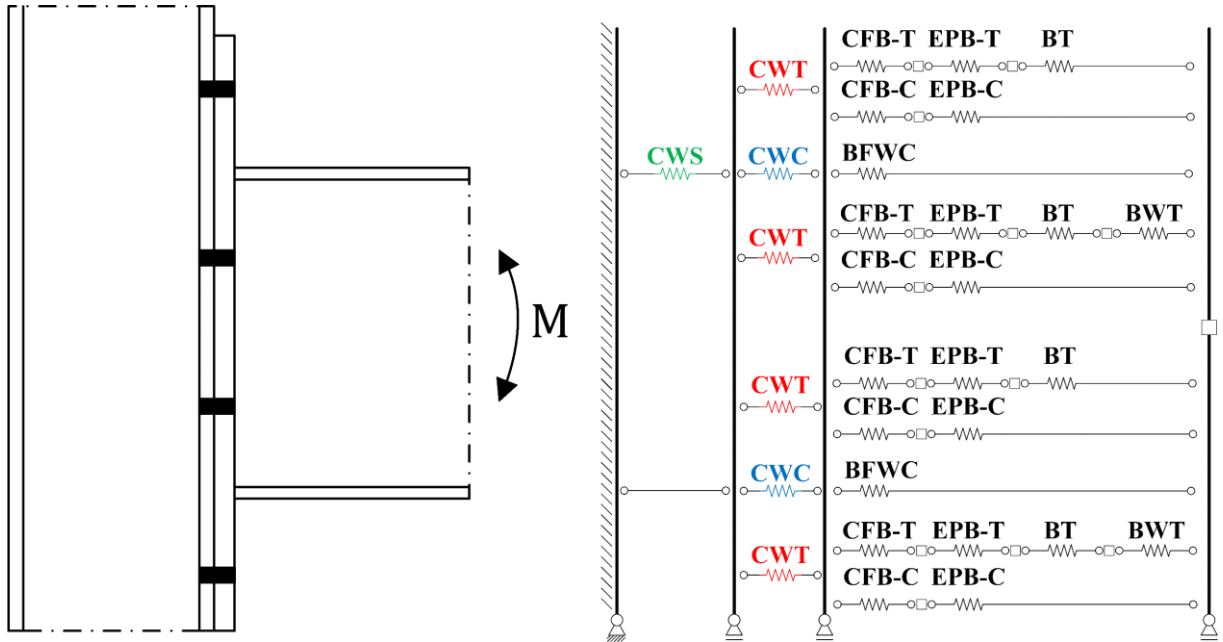 M
CFB-T EPB-T BT
CWT
CFB-C EPB-C
CWS CWC BFWC
CFB-T EPB-T BT BWT
CWT
CFB-C EPB-C
CFB-T EPB-T BT
CWT
CFB-C EPB-C
CWC BFWC
CFB-T EPB-T BT BWT
CWT
CFB-C EPB-C